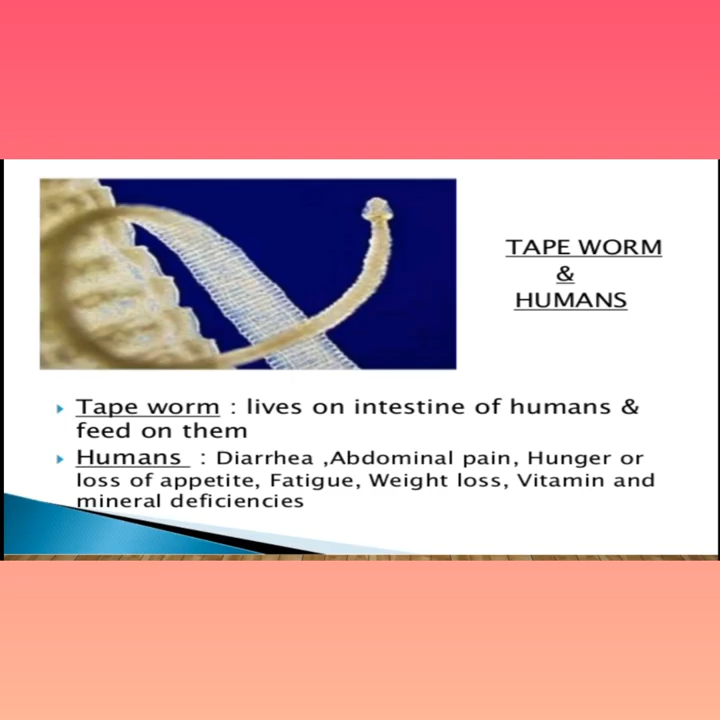 TAPE WORM
&
HUMANS
Tape worm : lives on intestine of humans &
feed on them
Humans : Diarrhea ,Abdominal pain, Hunger or
loss of appetite, Fatigue, Weight loss, Vitamin and
mineral deficiencies